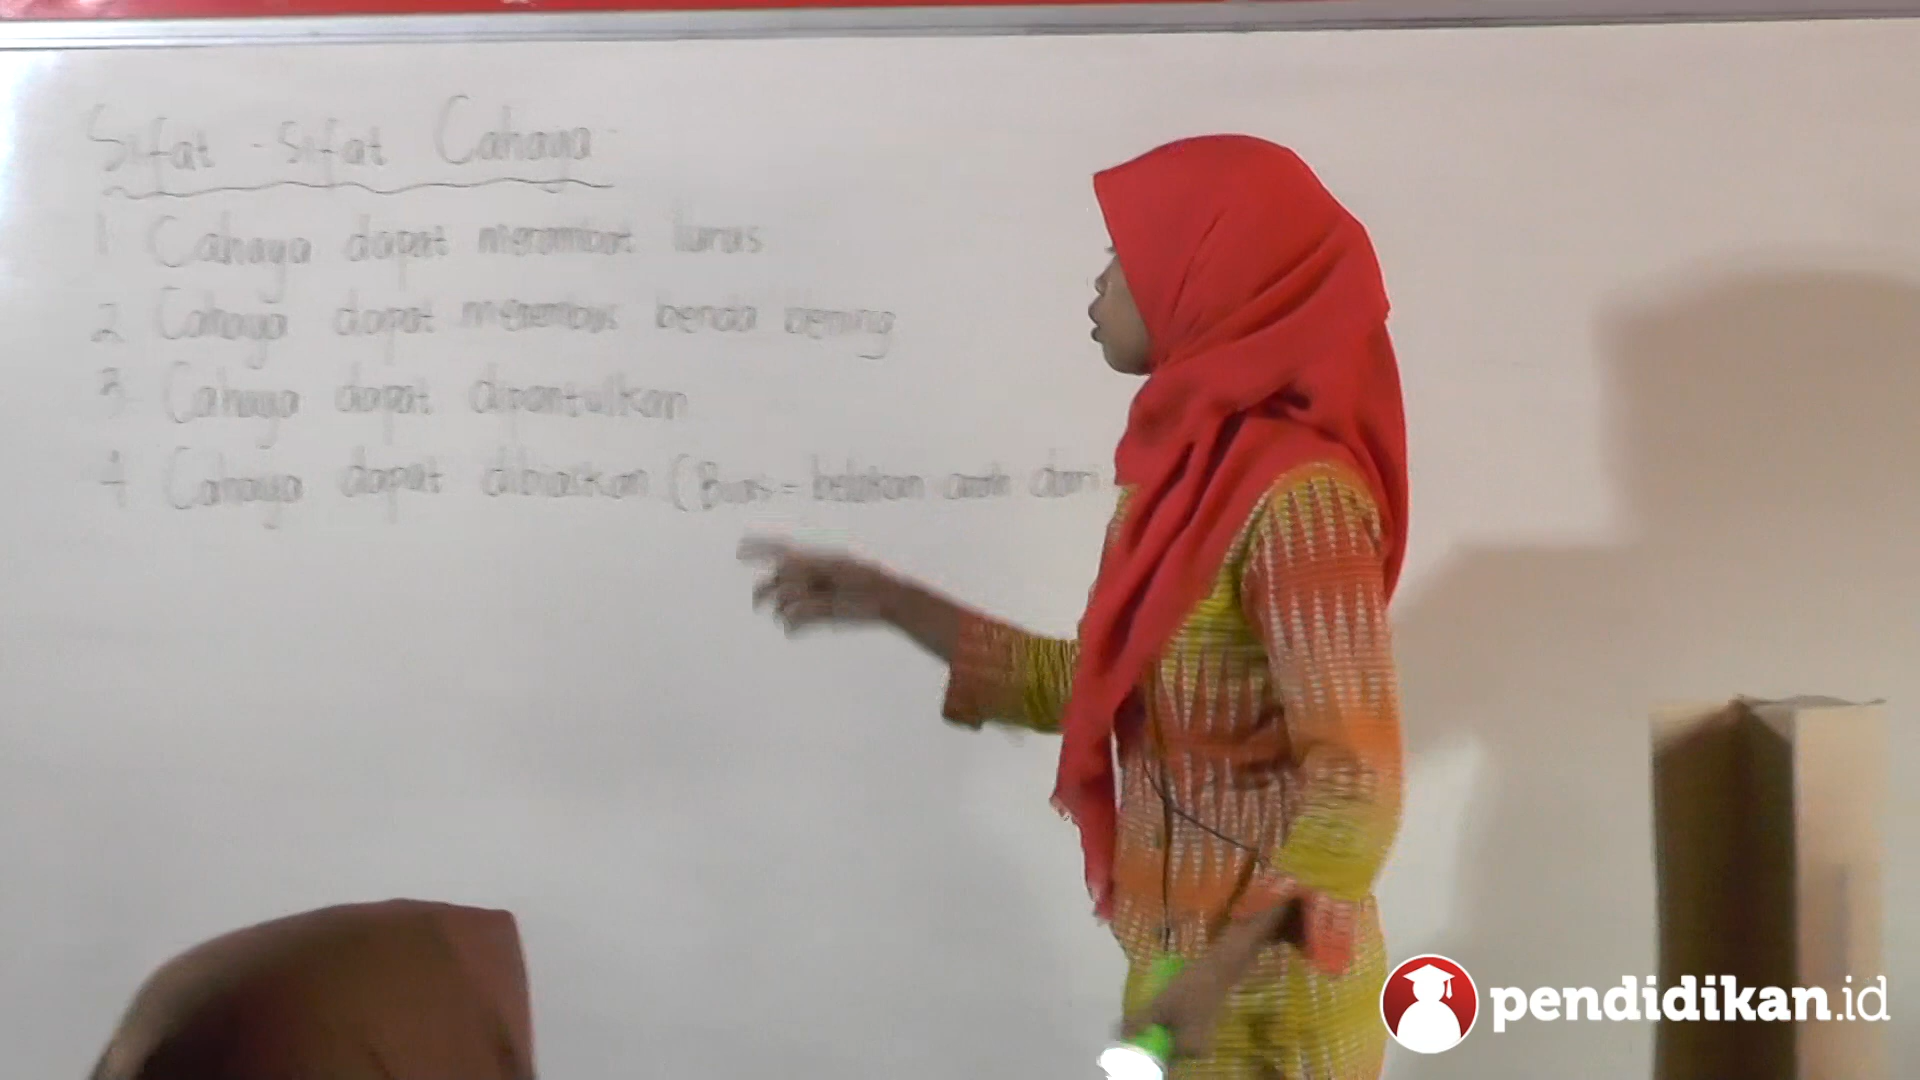 Sifat - Sifat Cahaya
1 Cahaya dapat merambat lurus
2 Cahaya dapat menembus benda bening
3 Cahaya dapat dipantulkan
4 Cahaya dapat dibiaskan (Bias = belokan arah dari
pendidikan.id